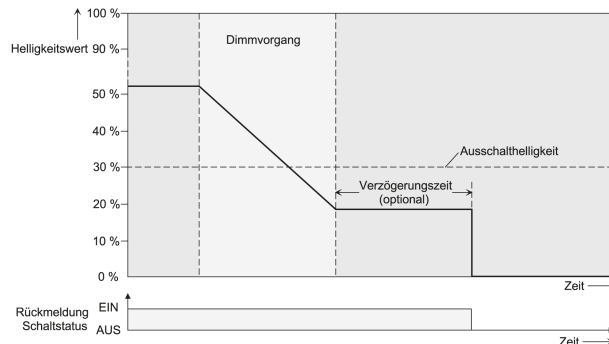 100 %
Helligkeitswert
90 %
Dimmvorgang
50 %
40 %
Ausschalthelligkeit
30 %
Verzögerungszeit
(optional)
20 %
10 %
0 %
Zeit
Rückmeldung
Schaltstatus
EIN
AUS
Zeit